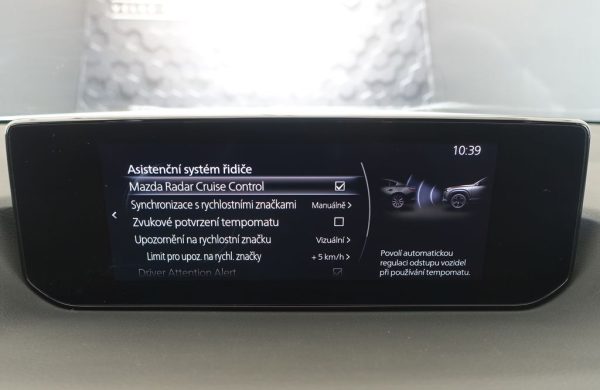 10:39
Asistenční systém řidiče
Mazda Radar Cruise Control
Synchronizace s rychlostními značkami Manuálně >
Zvukové potvrzení tempomatu
Upozornění na rychlostní značku Vizuální >
Limit pro upoz. na rychl. značky + 5 km/h >
Driver Attention Alert
Povolí automatickou
regulaci odstupu vozidel
při používání tempomatu.